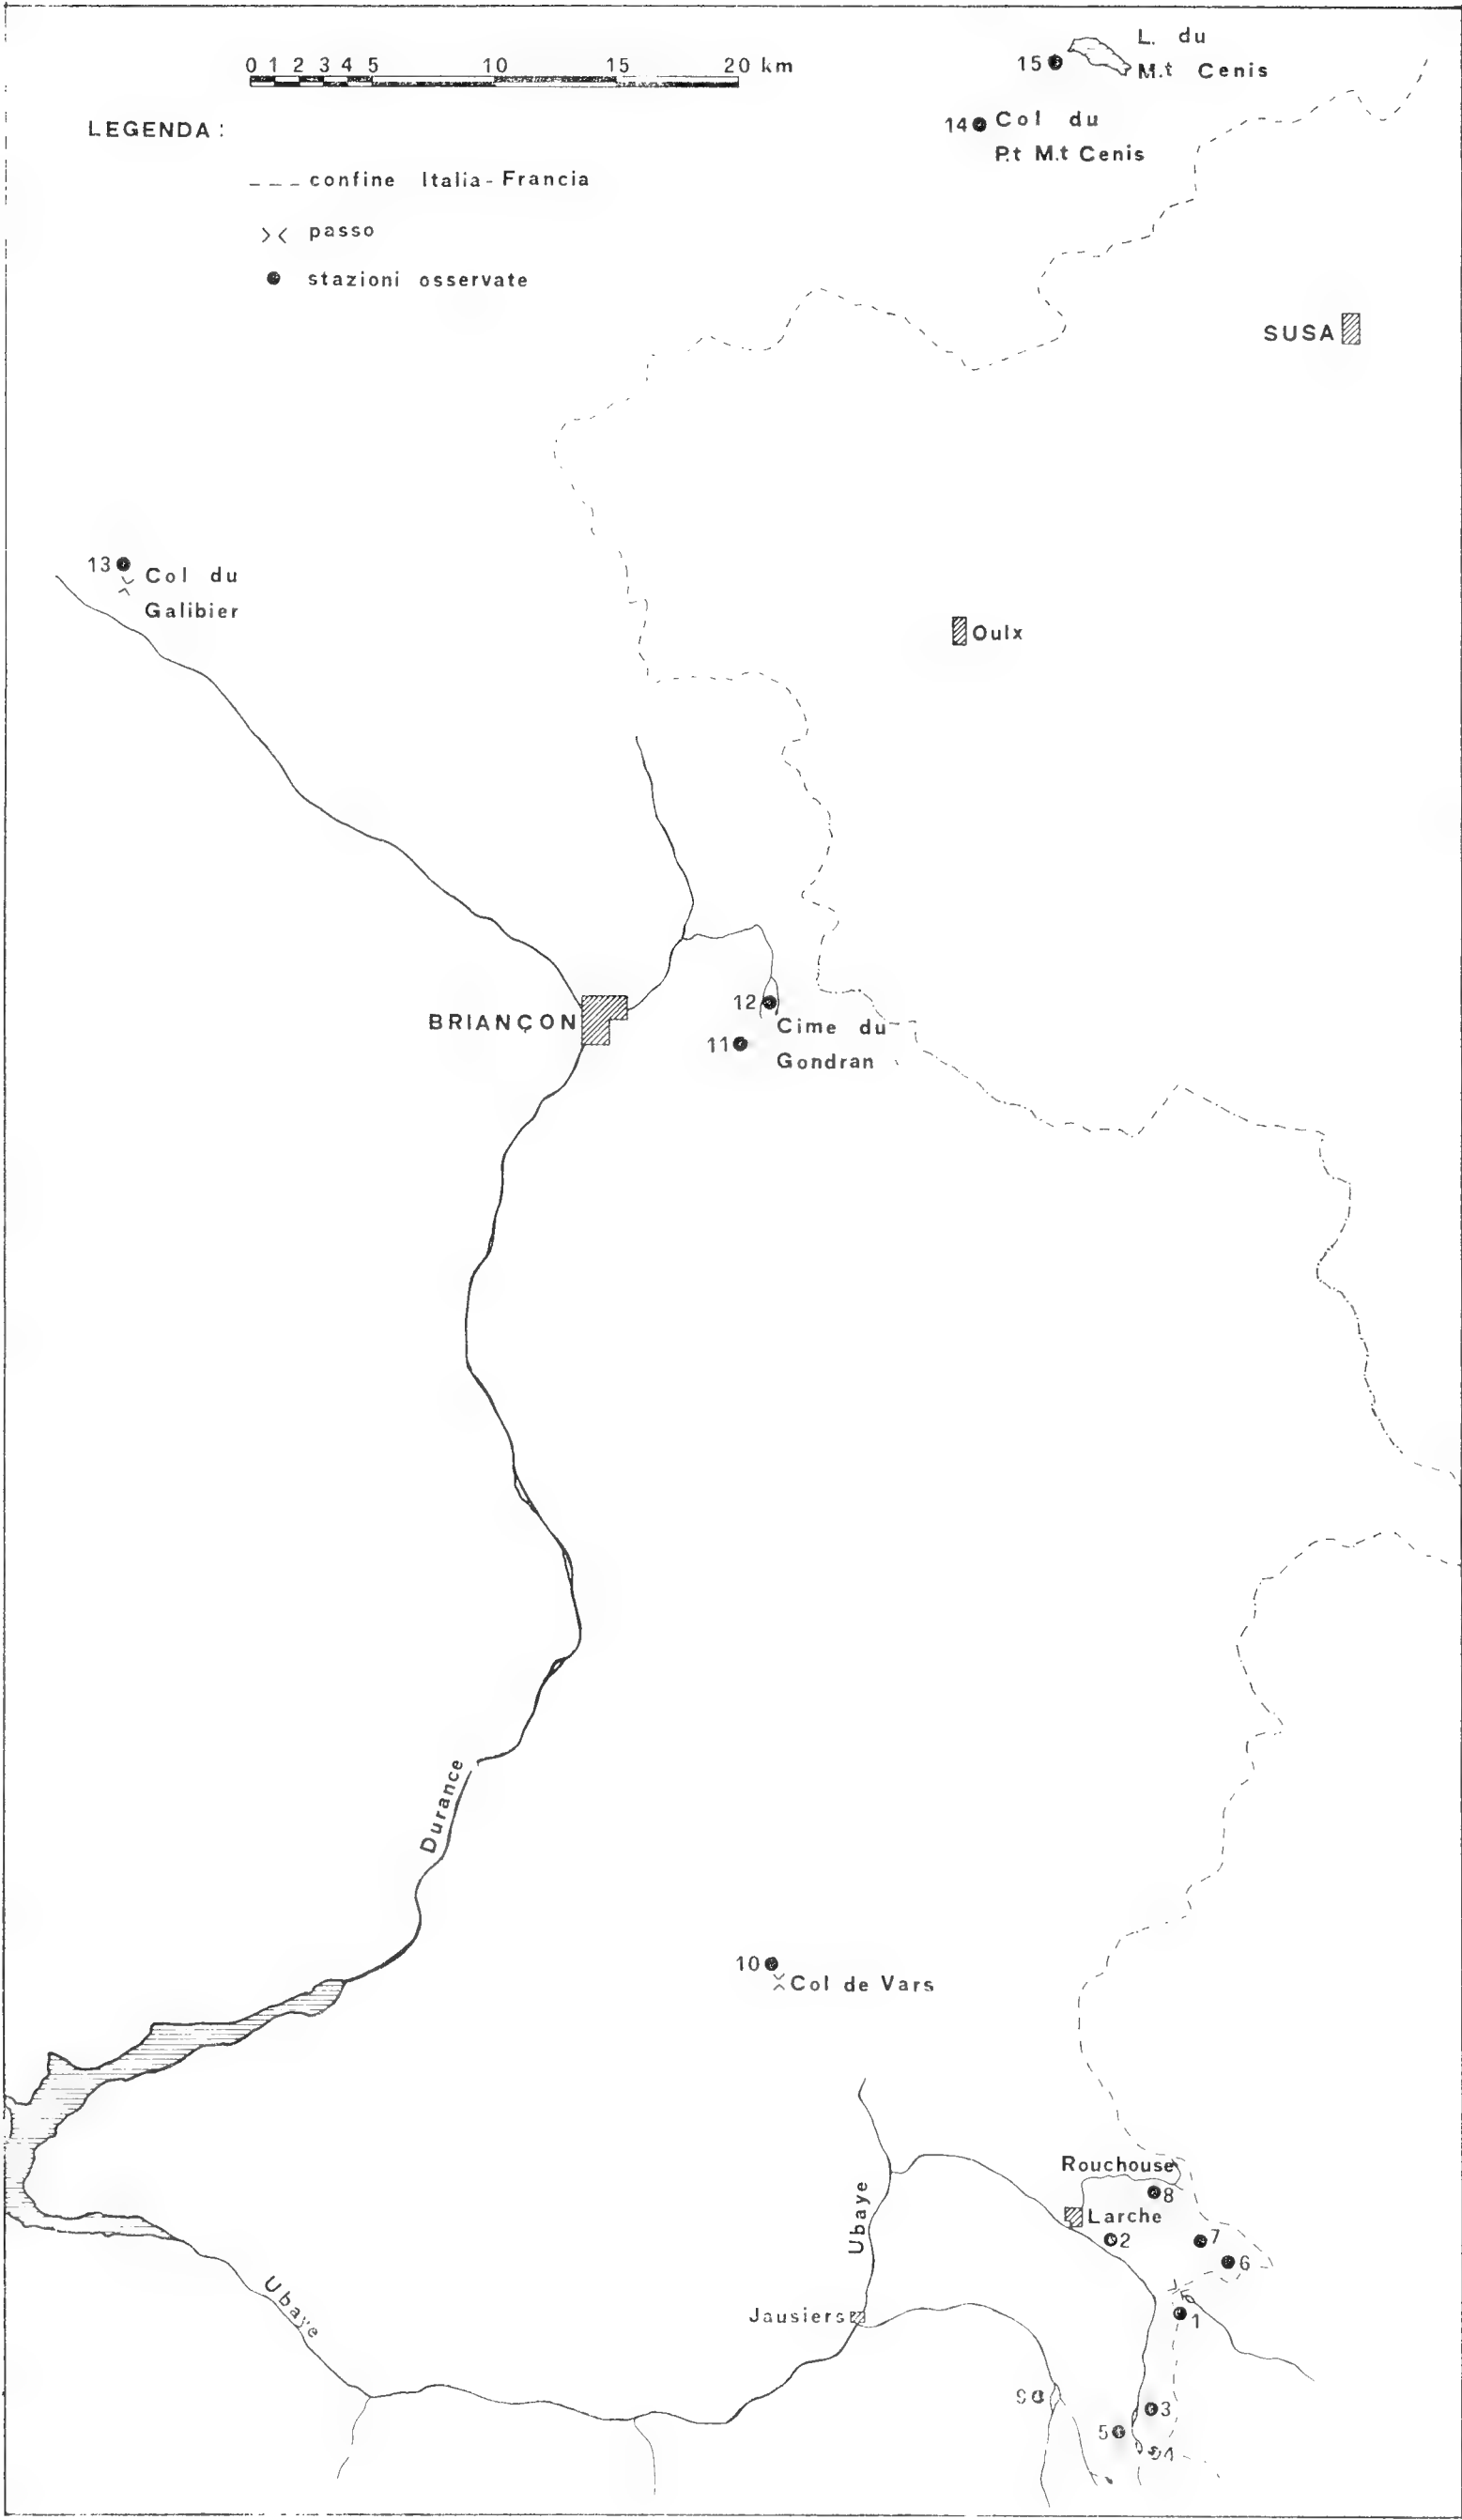 0 1 2 3 4 5 10 15 20 km
LEGENDA :
--- confine Italia - Francia
>< passo
● stazioni osservate
L. du
15 M.t Cenis
14 Col du
P.t M.t Cenis
SUSA
13 Col du
Galibier
Oulx
12
BRIANÇON
Cime du
11
Gondran
Durance
10
Col de Vars
Rouchouse
8
Ubaye
Larche
2
7
6
Ubaye
Jausiers
1
9
3
5
4